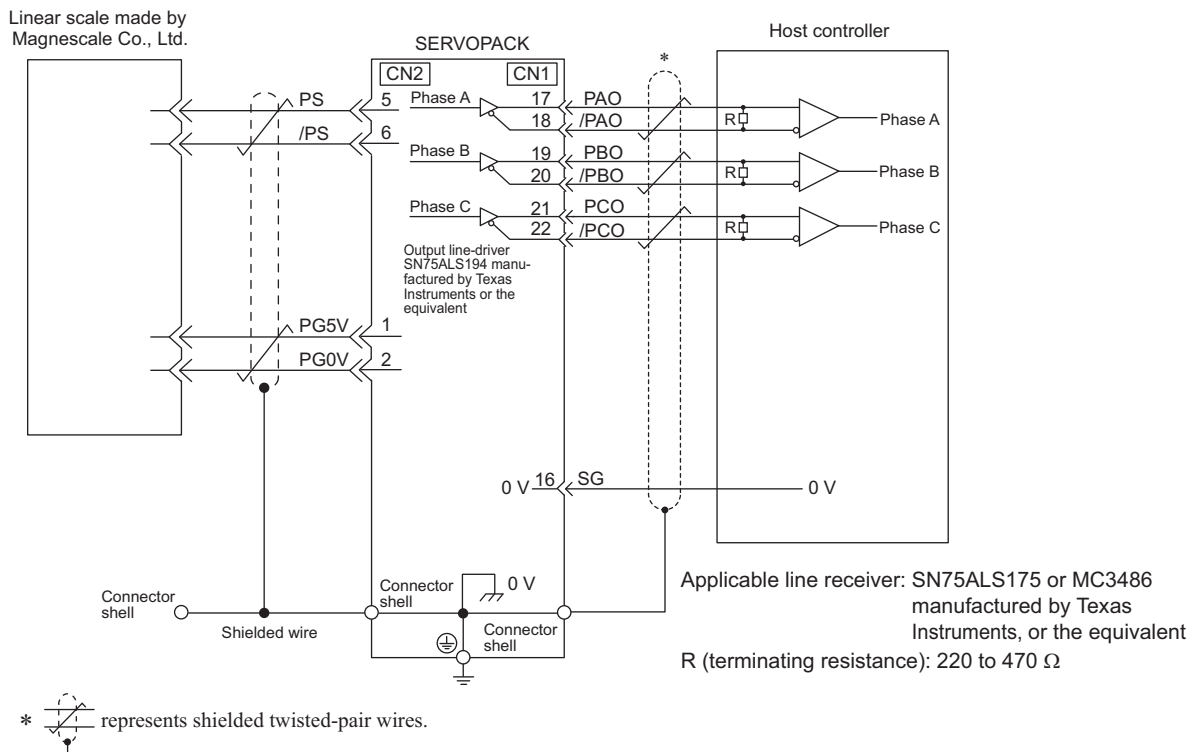 Linear scale made by
Magnescale Co., Ltd.
SERVOPACK
Host controller
*
CN2
CN1
PS
5
Phase A
17
PAO
R
Phase A
18
/PAO
/PS
6
Phase B
19
PBO
R
Phase B
20
/PBO
Phase C
21
PCO
R
Phase C
22
/PCO
Output line-driver
SN75ALS194 manu-
factured by Texas
Instruments or the
equivalent
PG5V
1
PG0V
2
0 V
16
SG
0 V
Connector
shell
Shielded wire
Connector
shell
0 V
Connector
shell
Applicable line receiver: SN75ALS175 or MC3486
manufactured by Texas
Instruments, or the equivalent
R (terminating resistance): 220 to 470 Ω
* represents shielded twisted-pair wires.